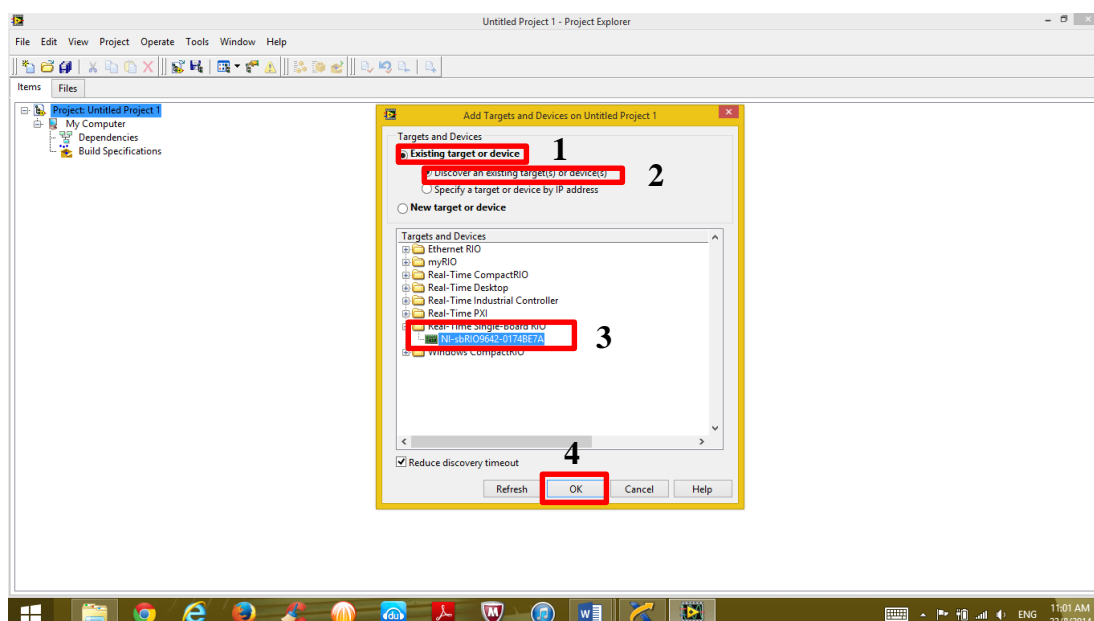 Untitled Project 1 - Project Explorer
File Edit View Project Operate Tools Window Help
Items Files
Project: Untitled Project 1
My Computer
Dependencies
Build Specifications
Add Targets and Devices on Untitled Project 1
Targets and Devices
Existing target or device 1
Discover an existing target(s) or device(s) 2
Specify a target or device by IP address
New target or device
Targets and Devices
Ethernet RIO
myRIO
Real-Time CompactRIO
Real-Time Desktop
Real-Time Industrial Controller
Real-Time PXI
Real-Time Single-Board RIO
NI-sbRIO9642-0174BE7A 3
Windows CompactRIO
4
Reduce discovery timeout
Refresh OK Cancel Help
du
W
ENG 11:01 AM